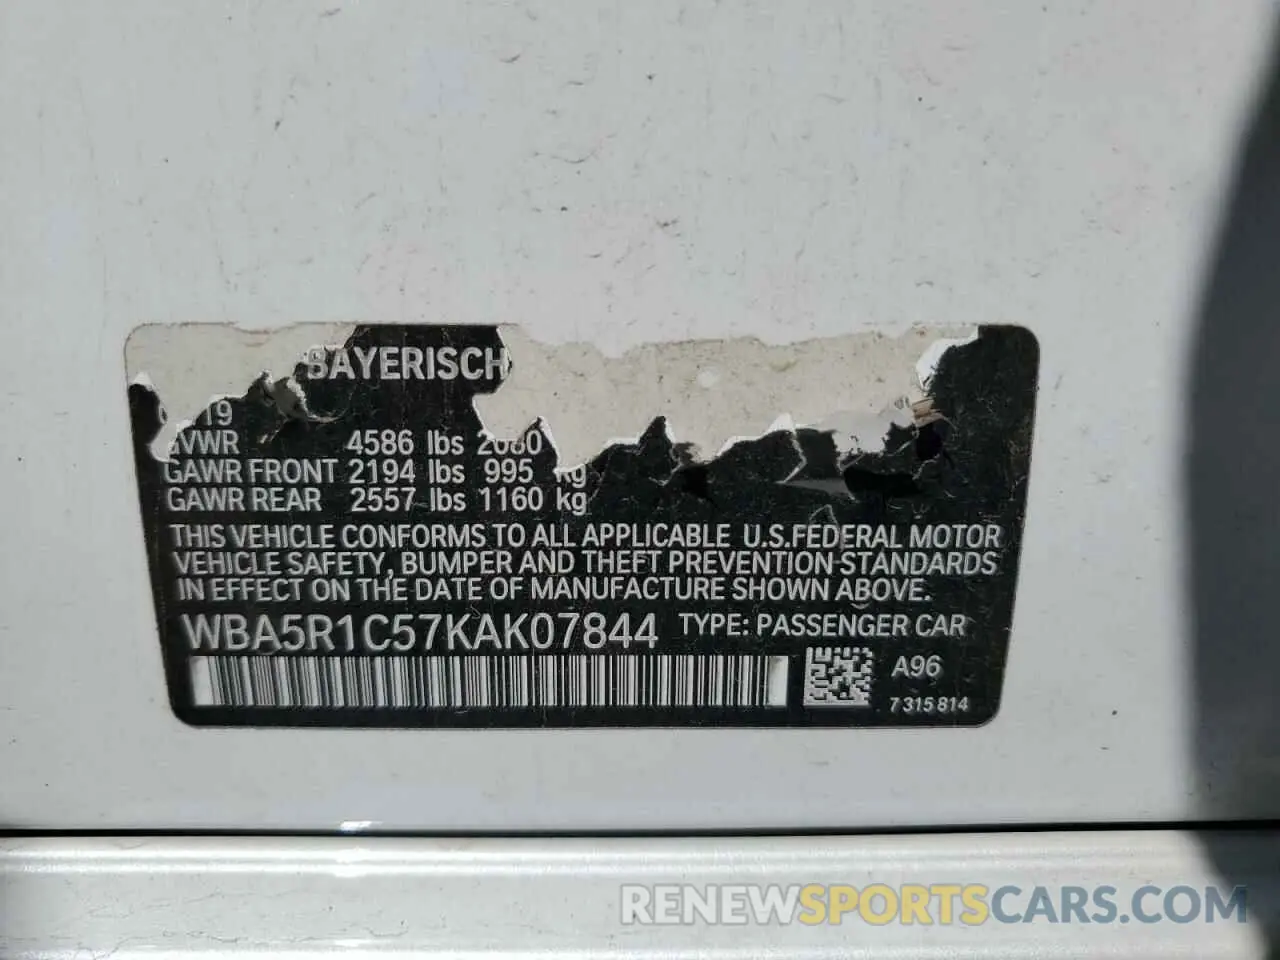 BAYERISCH
GVWR 4586 lbs 2080
GAWR FRONT 2194 lbs 995 kg
GAWR REAR 2557 lbs 1160 kg
THIS VEHICLE CONFORMS TO ALL APPLICABLE U.S.FEDERAL MOTOR
VEHICLE SAFETY, BUMPER AND THEFT PREVENTION STANDARDS
IN EFFECT ON THE DATE OF MANUFACTURE SHOWN ABOVE.
WBA5R1C57KAK07844 TYPE: PASSENGER CAR
A96
7 315 814
RENEWSPORTSCARS.COM